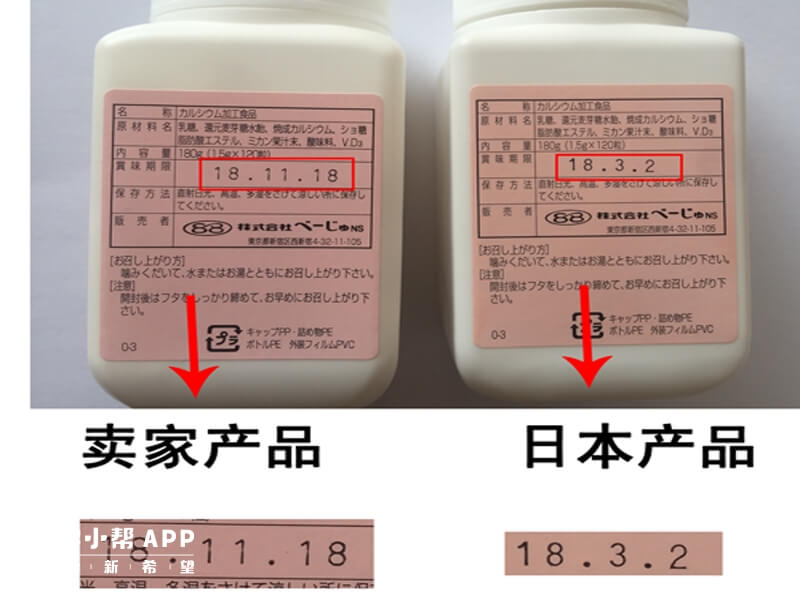 名 称 カルシウム加工食品
原材料名 乳糖、還元麦芽糖水飴、焼成カルシウム、ショ糖
脂肪酸エステル、ミカン果汁末、酸味料、V.D₃
内容量 180g (1.5g×120粒)
賞味期限 18.11.18
保存方法 直射日光、高温、多湿をさけて涼しい所に保存し
てください。
販売者 88 株式会社べーじゅNS
東京都新宿区西新宿4-32-11-105
[お召し上がり方]
噛みくだいて、水またはお湯とともにお召し上がり下さい。
[注意]
開封後はフタをしっかり締めて、お早めにお召し上がり下
さい。
0-3
プラ
キャップPP・詰め物PE
ボトルPE 外装フィルムPVC
名 称 カルシウム加工食品
原材料名 乳糖、還元麦芽糖水飴、焼成カルシウム、ショ糖
脂肪酸エステル、ミカン果汁末、酸味料、V.D₃
内容量 180g (1.5g×120粒)
賞味期限 18.3.2
保存方法 直射日光、高温、多湿をさけて涼しい所に保存し
てください。
販売者 88 株式会社べーじゅNS
東京都新宿区西新宿4-32-11-105
[お召し上がり方]
噛みくだいて、水またはお湯とともにお召し上がり下さい。
[注意]
開封後はフタをしっかり締めて、お早めにお召し上がり下
さい。
0-3
プラ
キャップPP・詰め物PE
ボトルPE 外装フィルムPVC
卖家产品
日本产品
小帮APP
新希望
18.11.18
18.3.2